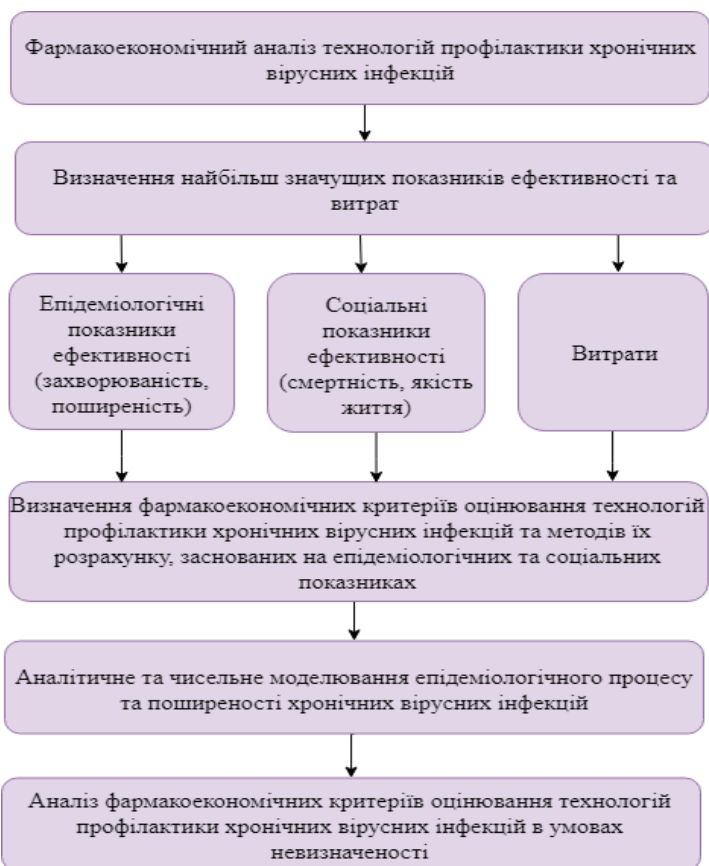 Фармакоекономічний аналіз технологій профілактики хронічних
вірусних інфекцій
Визначення найбільш значущих показників ефективності та
витрат
Епідеміологічні
показники
ефективності
(захворюваність,
поширеність)
Соціальні
показники
ефективності
(смертність, якість
життя)
Витрати
Визначення фармакоекономічних критеріїв оцінювання технологій
профілактики хронічних вірусних інфекцій та методів їх
розрахунку, заснованих на епідеміологічних та соціальних
показниках
Аналітичне та чисельне моделювання епідеміологічного процесу
та поширеності хронічних вірусних інфекцій
Аналіз фармакоекономічних критеріїв оцінювання технологій
профілактики хронічних вірусних інфекцій в умовах
невизначеності